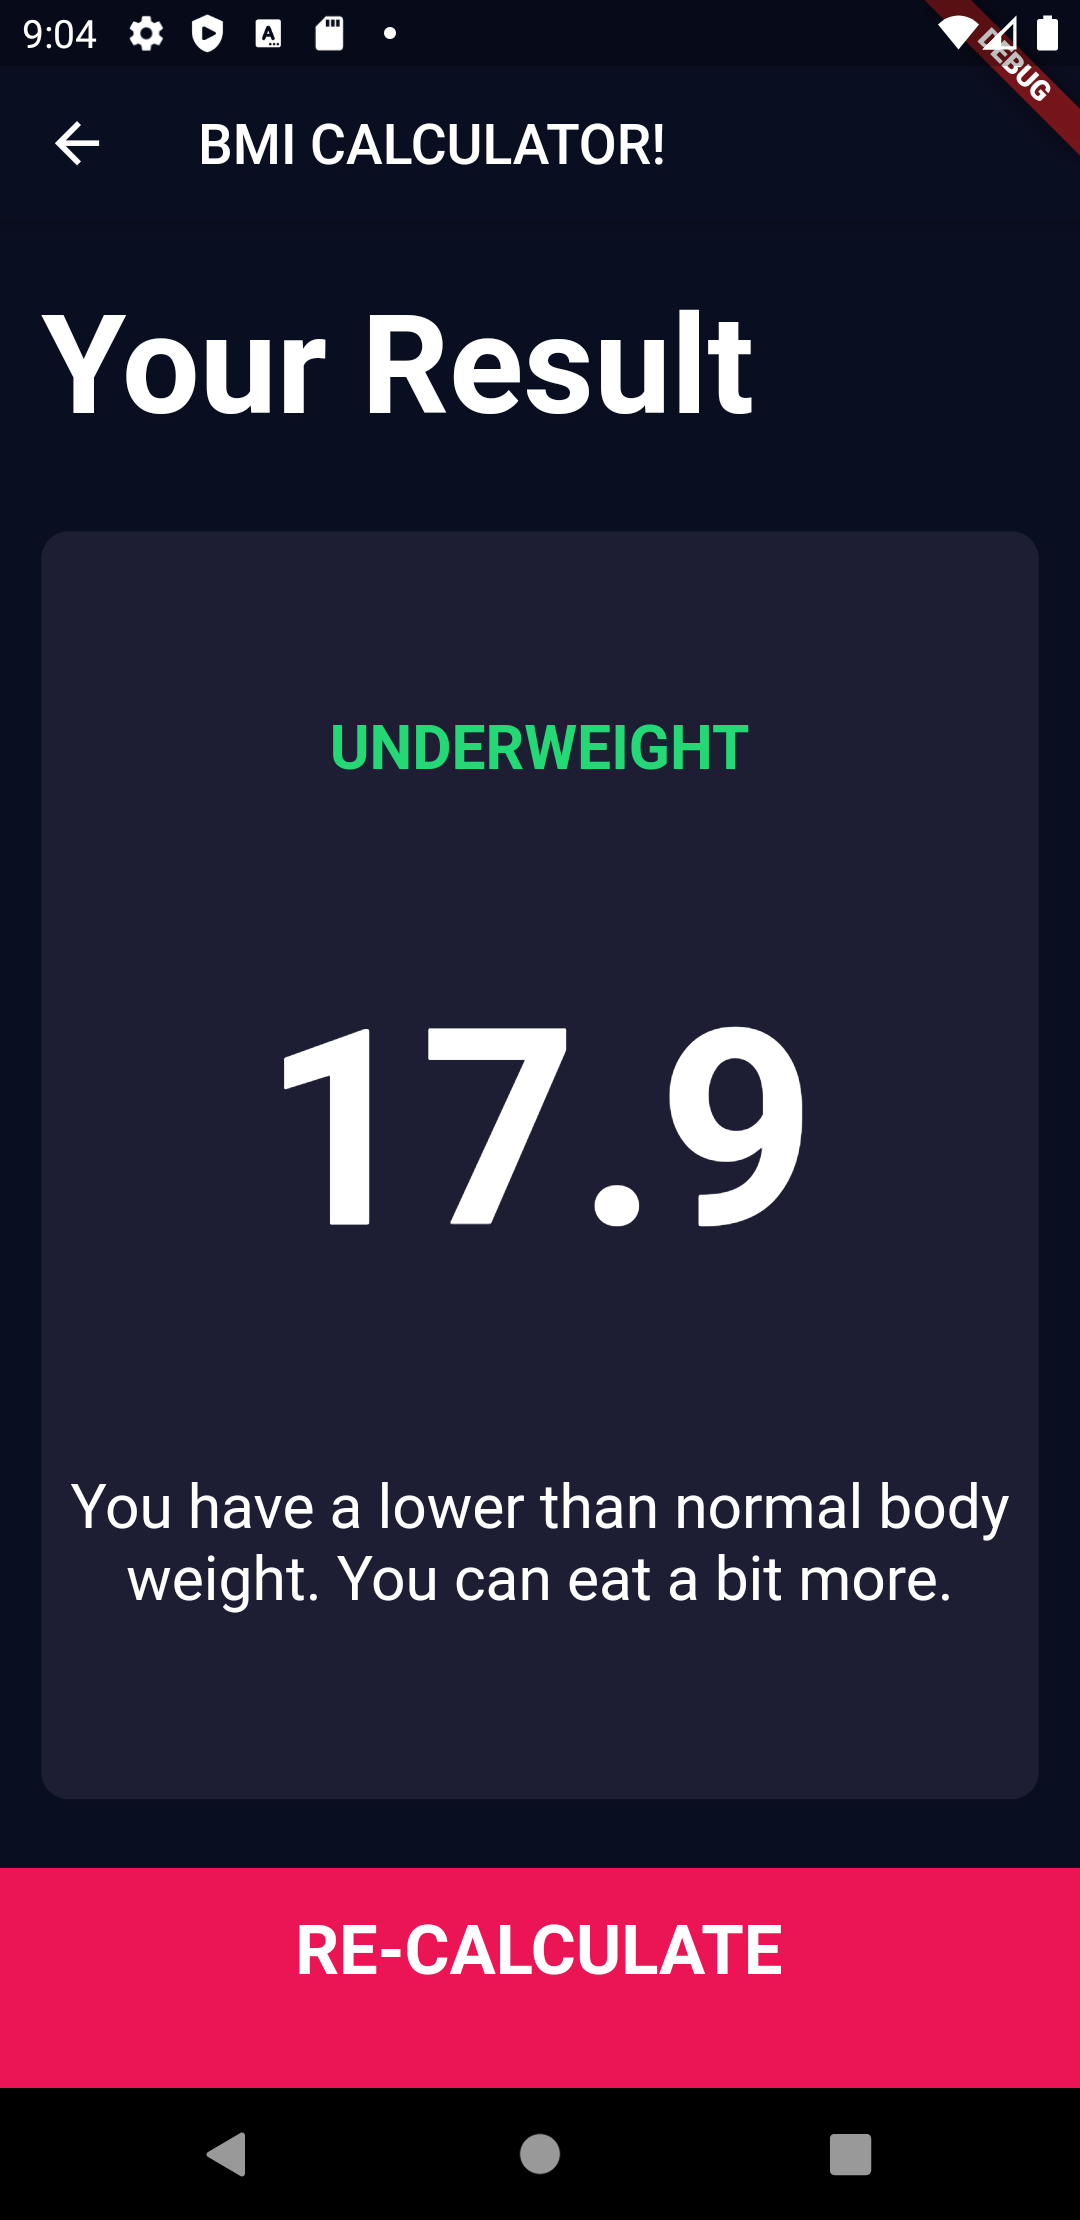 9:04
DEBUG
BMI CALCULATOR!
Your Result
UNDERWEIGHT
17.9
You have a lower than normal body
weight. You can eat a bit more.
RE-CALCULATE